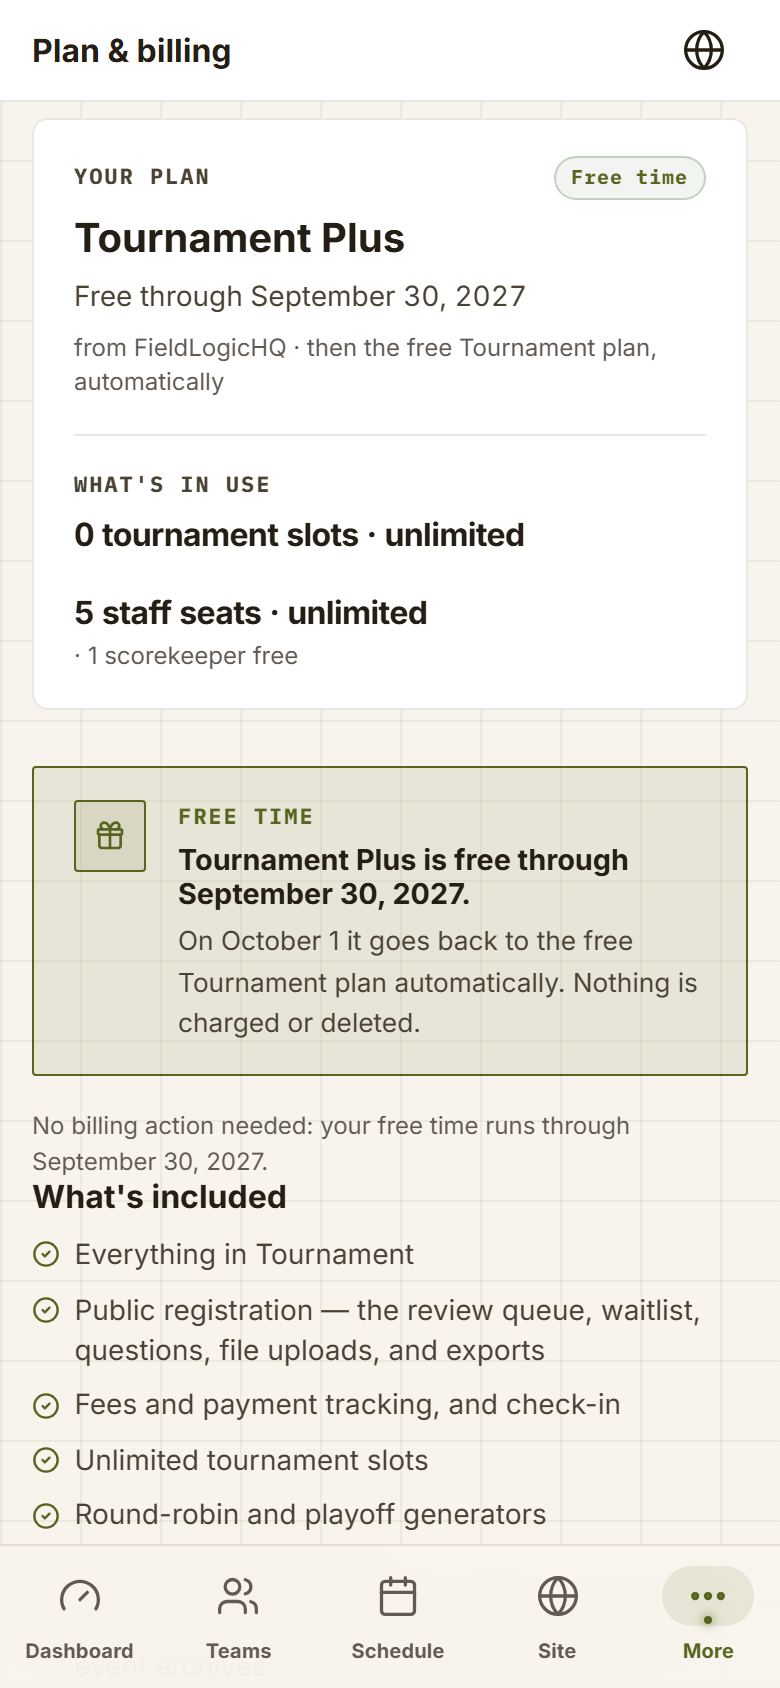 Plan & billing
YOUR PLAN
Free time
Tournament Plus
Free through September 30, 2027
from FieldLogicHQ · then the free Tournament plan,
automatically
WHAT'S IN USE
0 tournament slots · unlimited
5 staff seats · unlimited
· 1 scorekeeper free
FREE TIME
Tournament Plus is free through
September 30, 2027.
On October 1 it goes back to the free
Tournament plan automatically. Nothing is
charged or deleted.
No billing action needed: your free time runs through
September 30, 2027.
What's included
Everything in Tournament
Public registration — the review queue, waitlist,
questions, file uploads, and exports
Fees and payment tracking, and check-in
Unlimited tournament slots
Round-robin and playoff generators
Dashboard
Teams
Schedule
Site
More
event archives